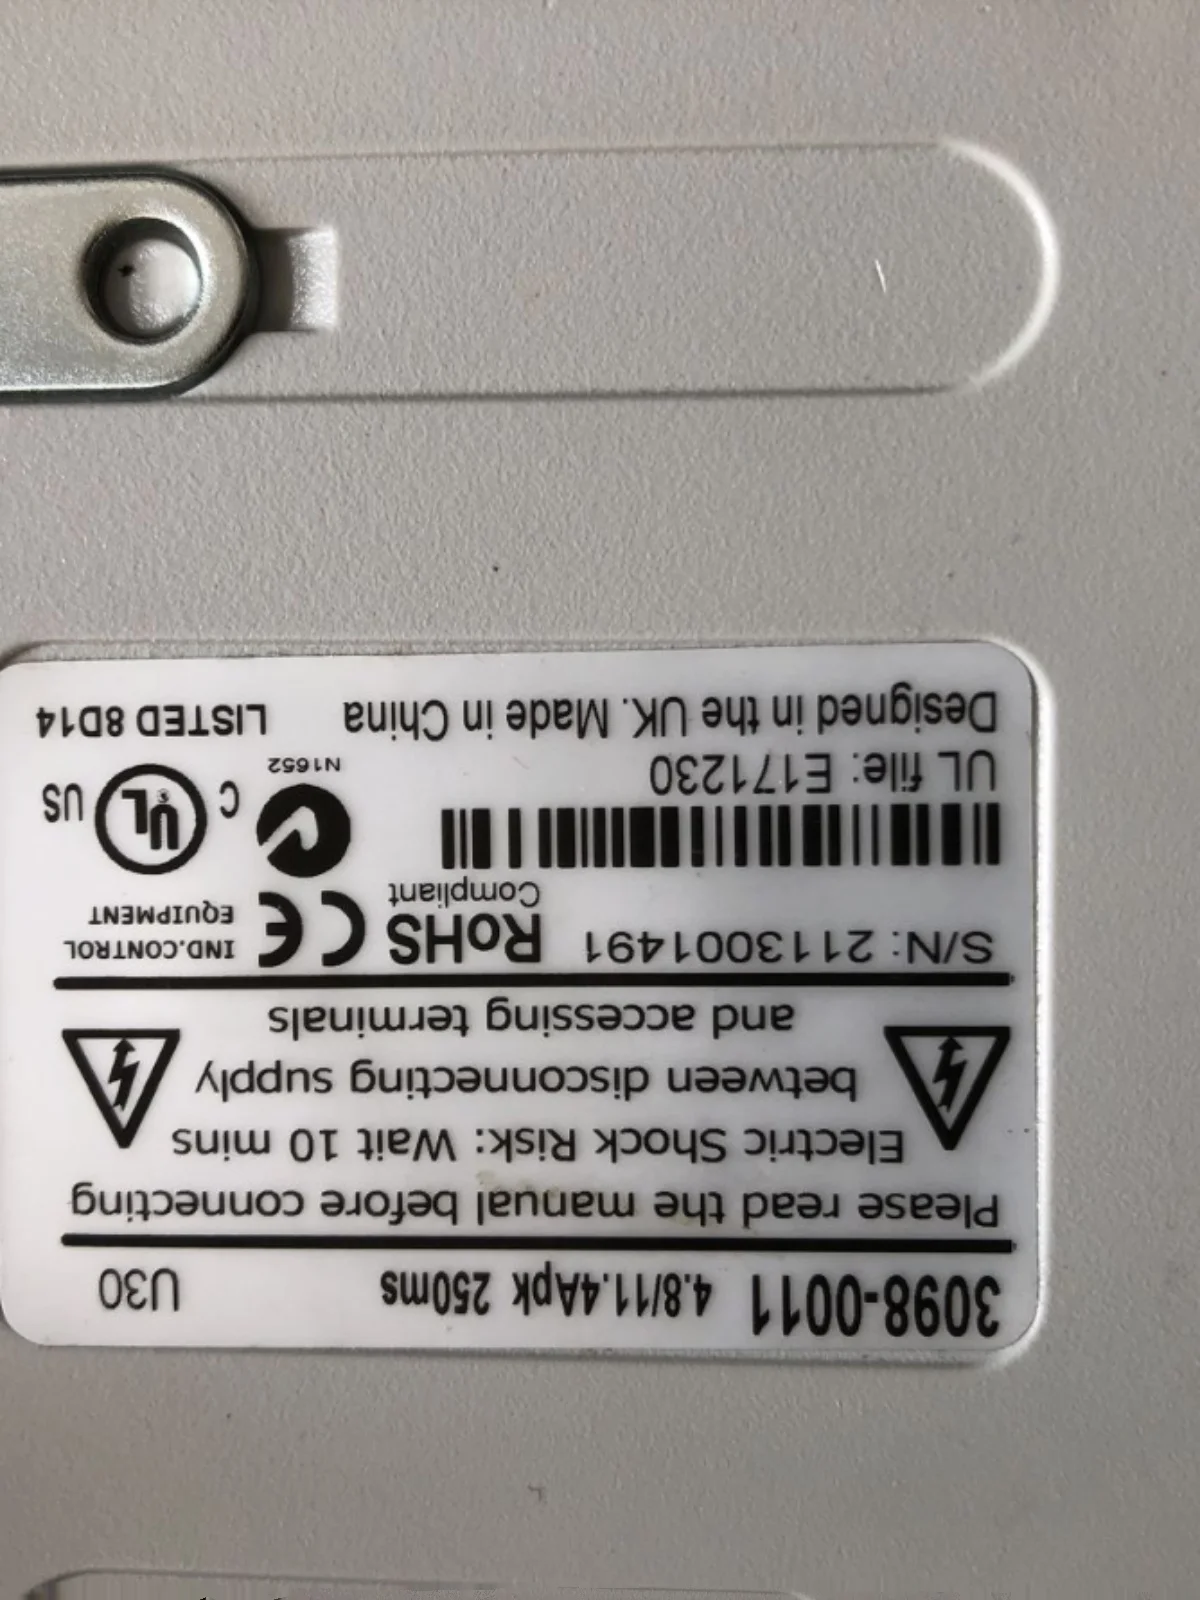 3098-0011 4.8/11.4Apk 250ms U30
Please read the manual before connecting
Electric Shock Risk: Wait 10 mins
between disconnecting supply
and accessing terminals
S/N: 2113001491
RoHS
Compliant
CE
IND.CONTROL
EQUIPMENT
C UL US
N1652
UL file: E171230
Designed in the UK. Made in China
LISTED 8D14